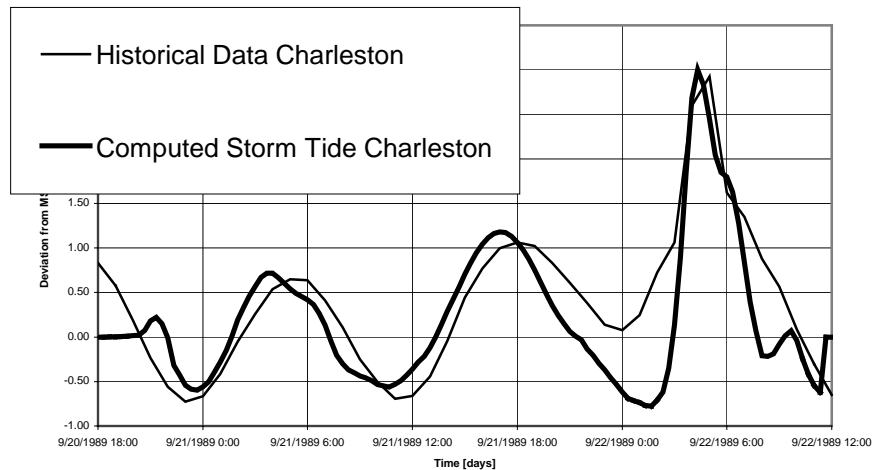 Historical Data Charleston
Computed Storm Tide Charleston
Deviation from
1.50
1.00
0.50
0.00
-0.50
-1.00
9/20/1989 18:00 9/21/1989 0:00 9/21/1989 6:00 9/21/1989 12:00 9/21/1989 18:00 9/22/1989 0:00 9/22/1989 6:00 9/22/1989 12:00
Time [days]